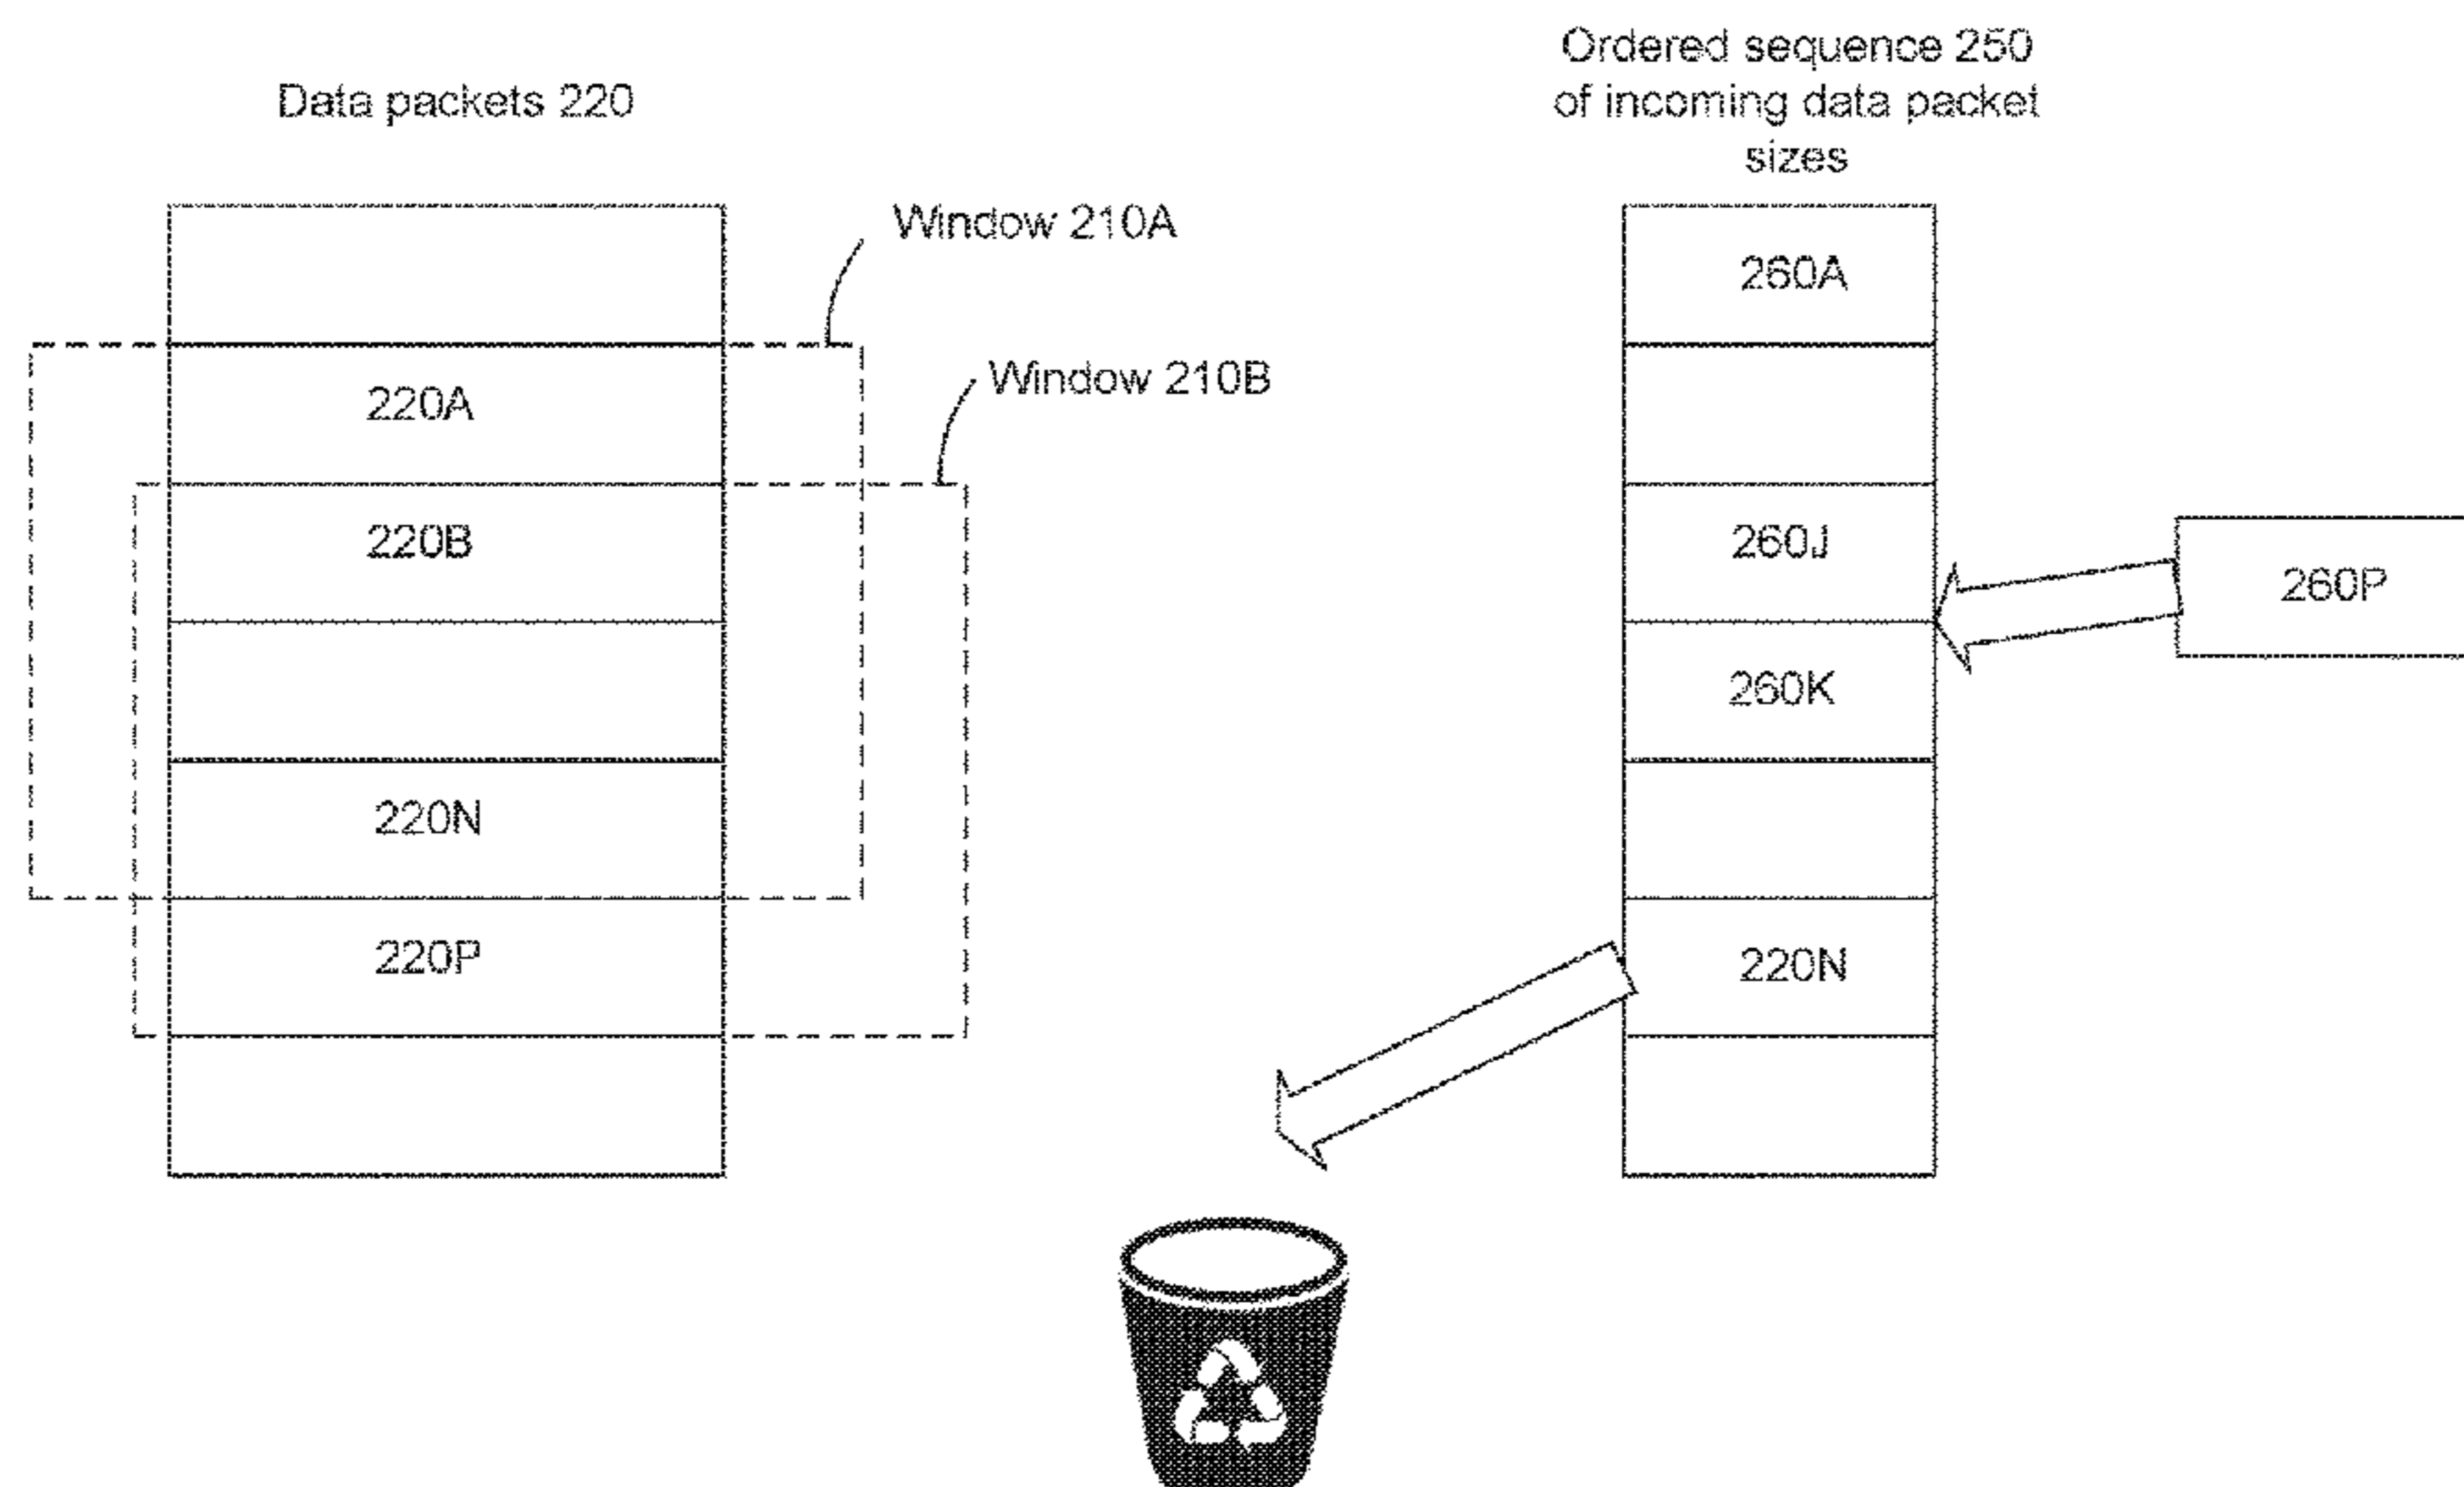 Data packets 220
Ordered sequence 250
of incoming data packet
sizes
Window 210A
Window 210B
220A
220B
220N
220P
260A
260J
260K
220N
260P